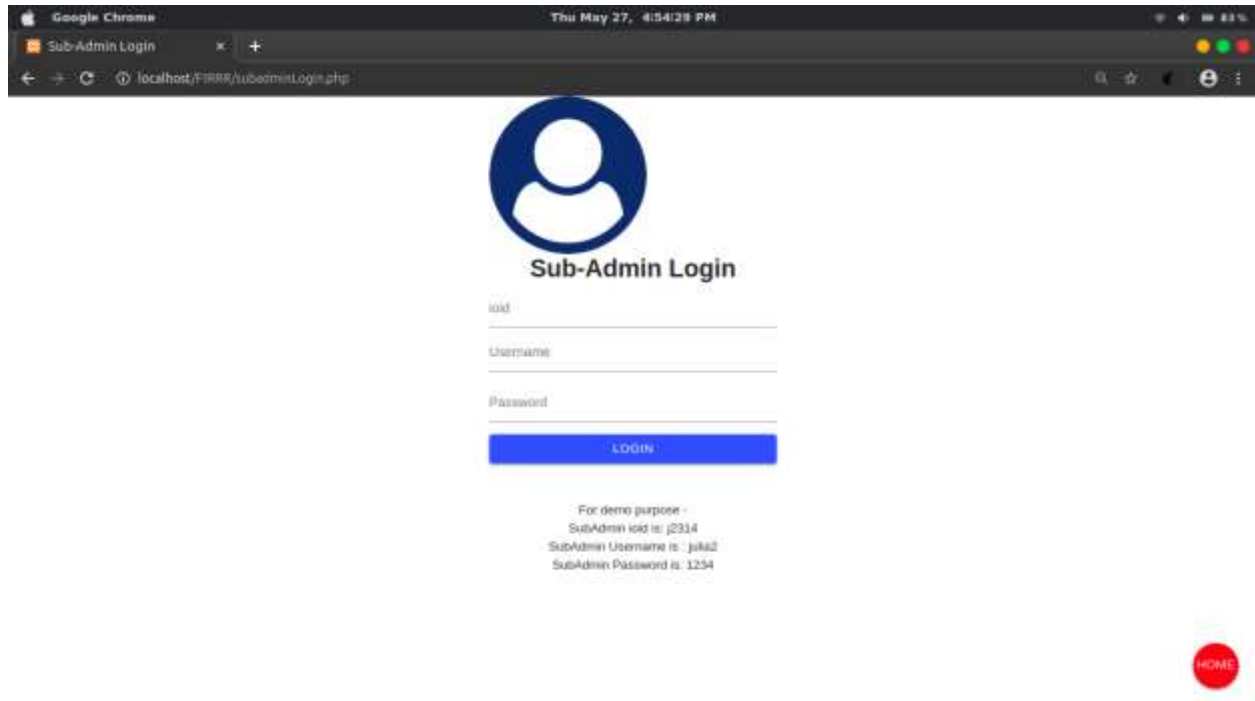 Google Chrome Thu May 27, 4:54:29 PM 83%
Sub-Admin Login × +
localhost/FIRRR/subadminLogin.php
Sub-Admin Login
ioid
Username
Password
LOGIN
For demo purpose -
SubAdmin ioid is: j2314
SubAdmin Username is : julia2
SubAdmin Password is: 1234
HOME